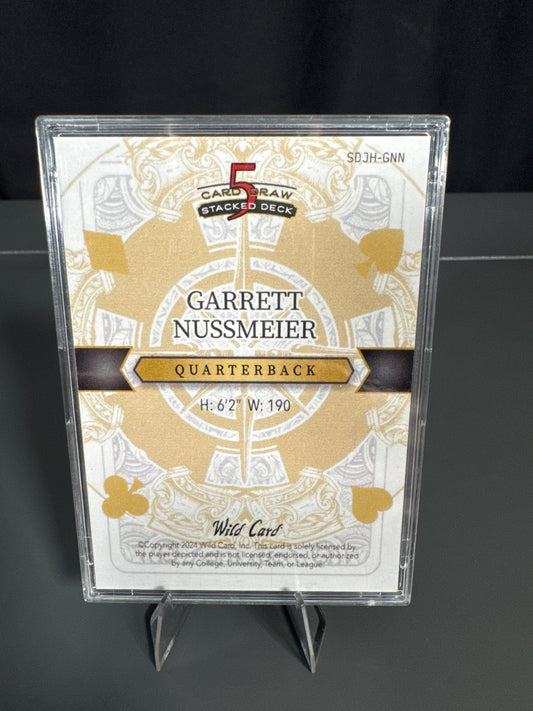 SDJH-GNN
5
CARD DRAW
STACKED DECK
GARRETT
NUSSMEIER
QUARTERBACK
H: 6'2" W: 190
Wild Card
©Copyright 2024 Wild Card, Inc. This card is solely licensed by
the player depicted and is not licensed, endorsed, or authorized
by any College, University, Team, or League.